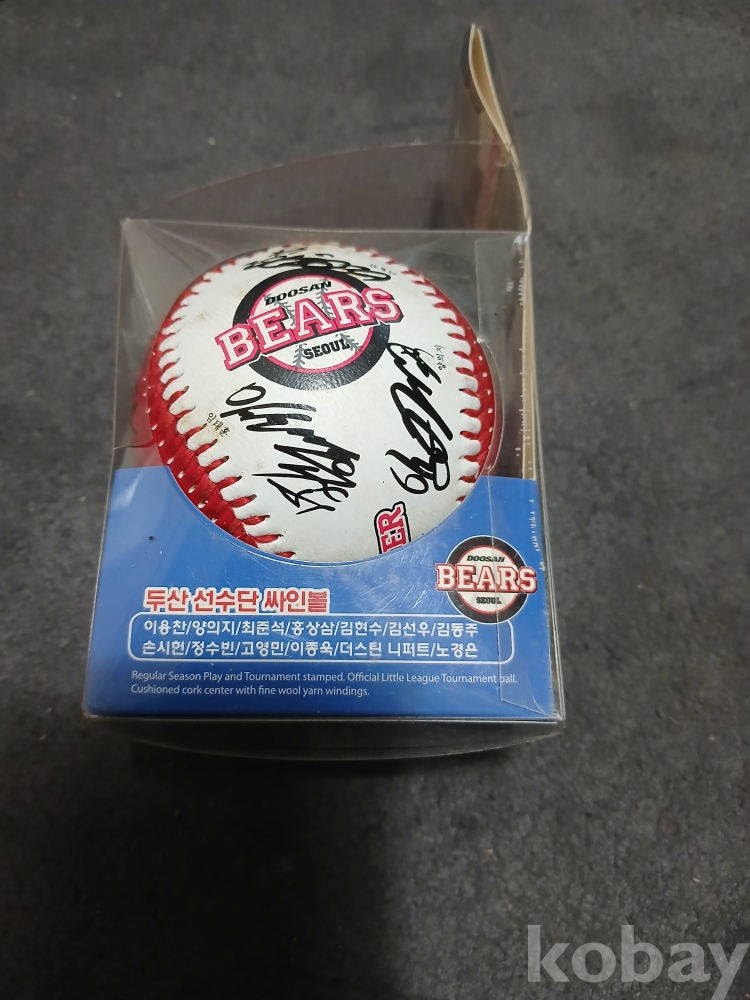 DOOSAN
BEARS
SEOUL
양의지
ER
DOOSAN
BEARS
SEOUL
두산 선수단 싸인볼
이용찬/양의지/최준석/홍상삼/김현수/김선우/김동주
손시헌/정수빈/고영민/이종욱/더스틴 니퍼트/노경은
Regular Season Play and Tournament stamped. Official Little League Tournament ball.
Cushioned cork center with fine wool yarn windings.
kobay